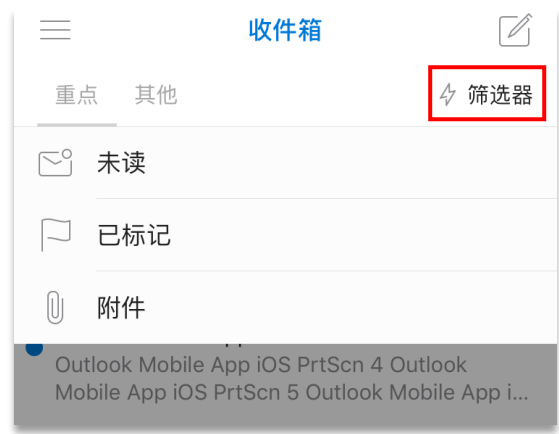 收件箱
重点 其他 筛选器
未读
已标记
附件
Outlook Mobile App iOS PrtScn 4 Outlook
Mobile App iOS PrtScn 5 Outlook Mobile App i...